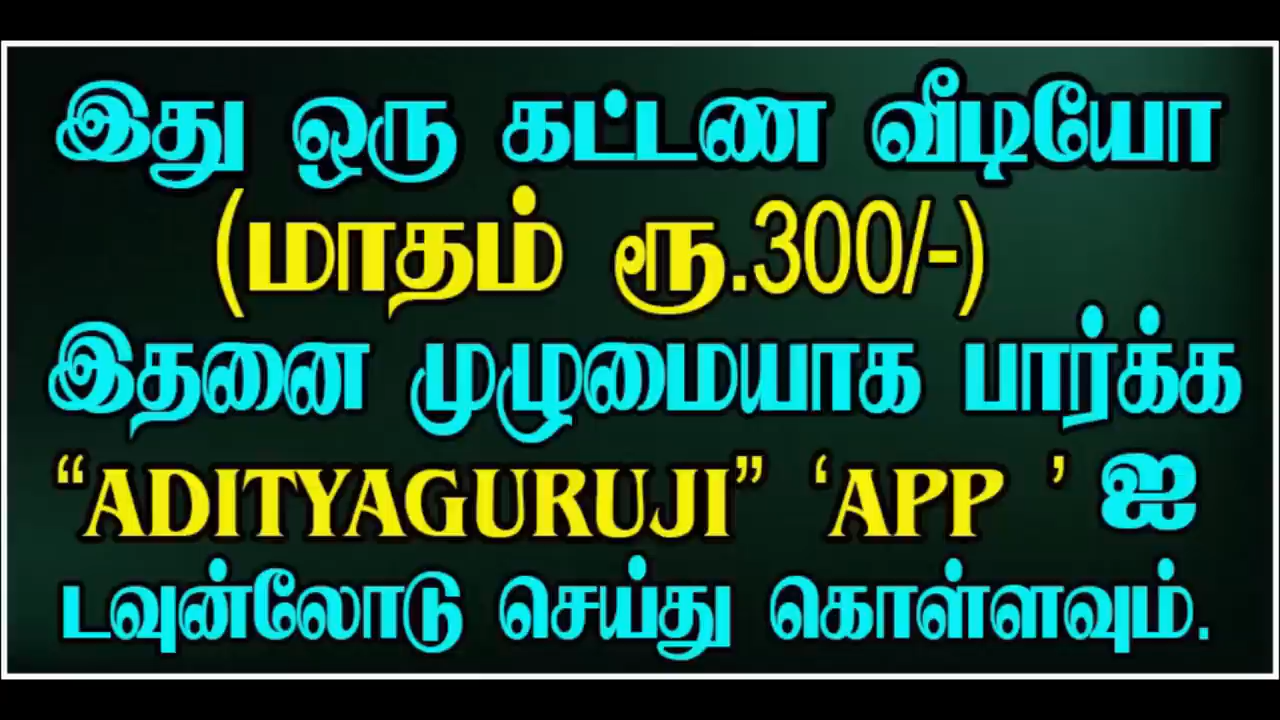 இது ஒரு கட்டண வீடியோ
(மாதம் ரூ.300/-)
இதனை முழுமையாக பார்க்க
“ADITYAGURUJI” ‘APP ’ ஐ
டவுன்லோடு செய்து கொள்ளவும்.